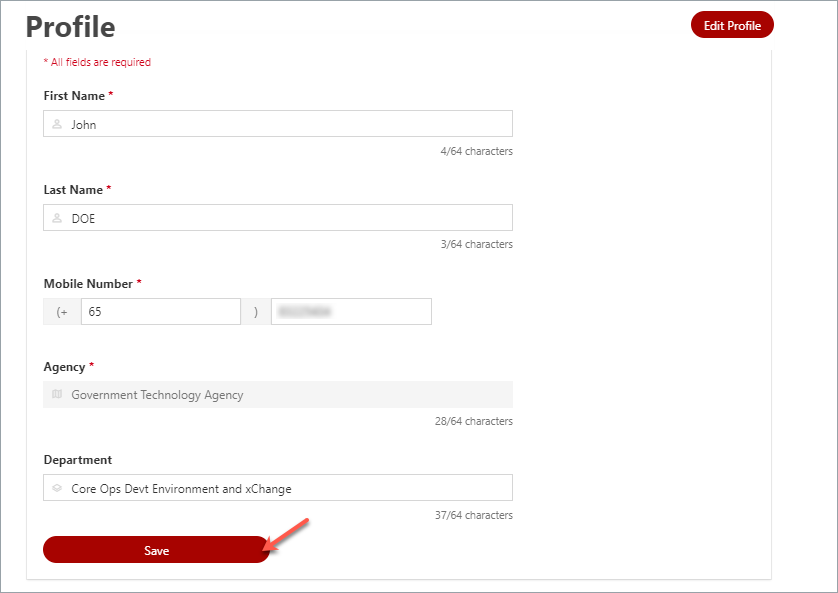 Profile
Edit Profile
* All fields are required
First Name *
John
4/64 characters
Last Name *
DOE
3/64 characters
Mobile Number *
(+ 65 )
Agency *
Government Technology Agency
28/64 characters
Department
Core Ops Devt Environment and xChange
37/64 characters
Save